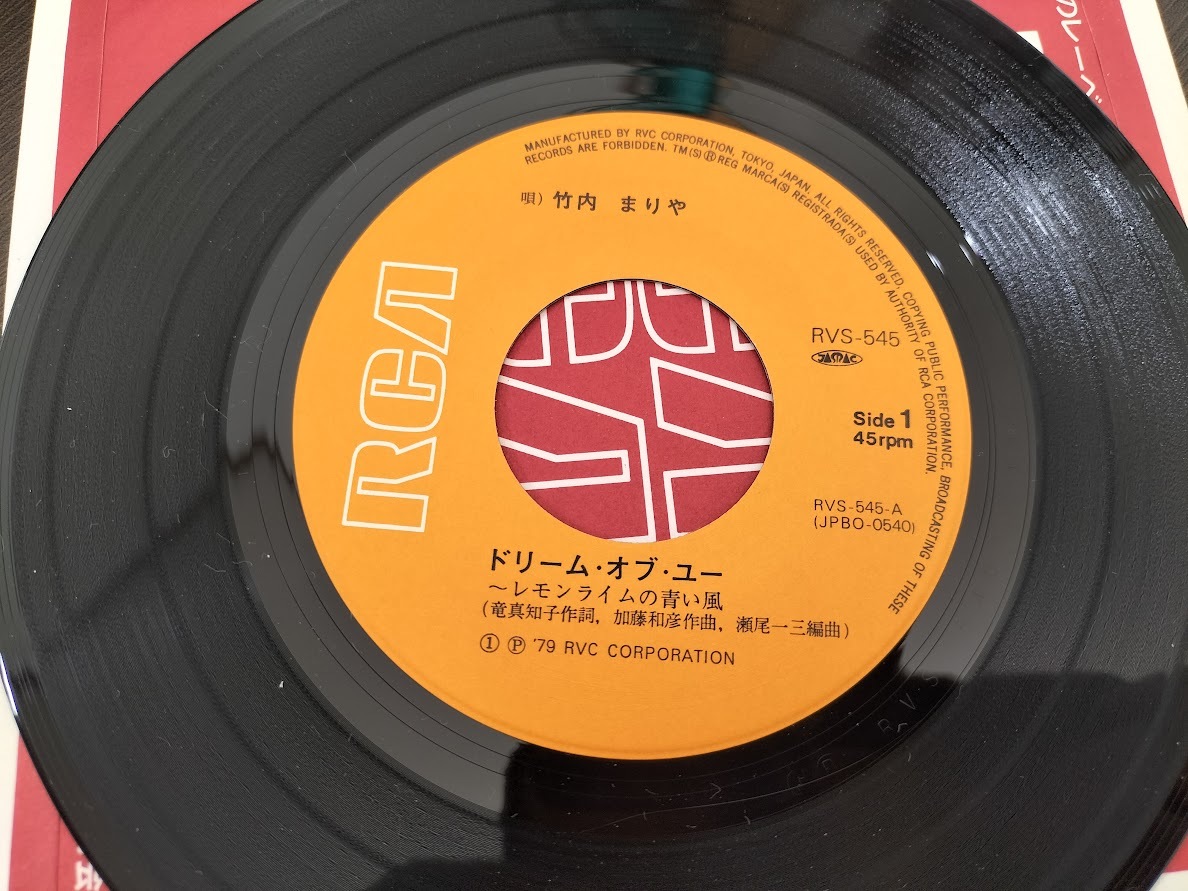 のレーベ
MANUFACTURED BY RVC CORPORATION, TOKYO, JAPAN. ALL RIGHTS RESERVED, COPYING PUBLIC PERFORMANCE, BROADCASTING OF THESE
RECORDS ARE FORBIDDEN. TM(S)®REG MARCA(S) REGISTRADA(S) USED BY AUTHORITY OF RCA CORPORATION.
唄) 竹内 まりや
RCA
RVS-545
JASRAC
Side 1
45rpm
RVS-545-A
(JPBO-0540)
ドリーム・オブ・ユー
〜レモンライムの青い風
(竜真知子作詞, 加藤和彦作曲, 瀬尾一三編曲)
① Ⓟ '79 RVC CORPORATION